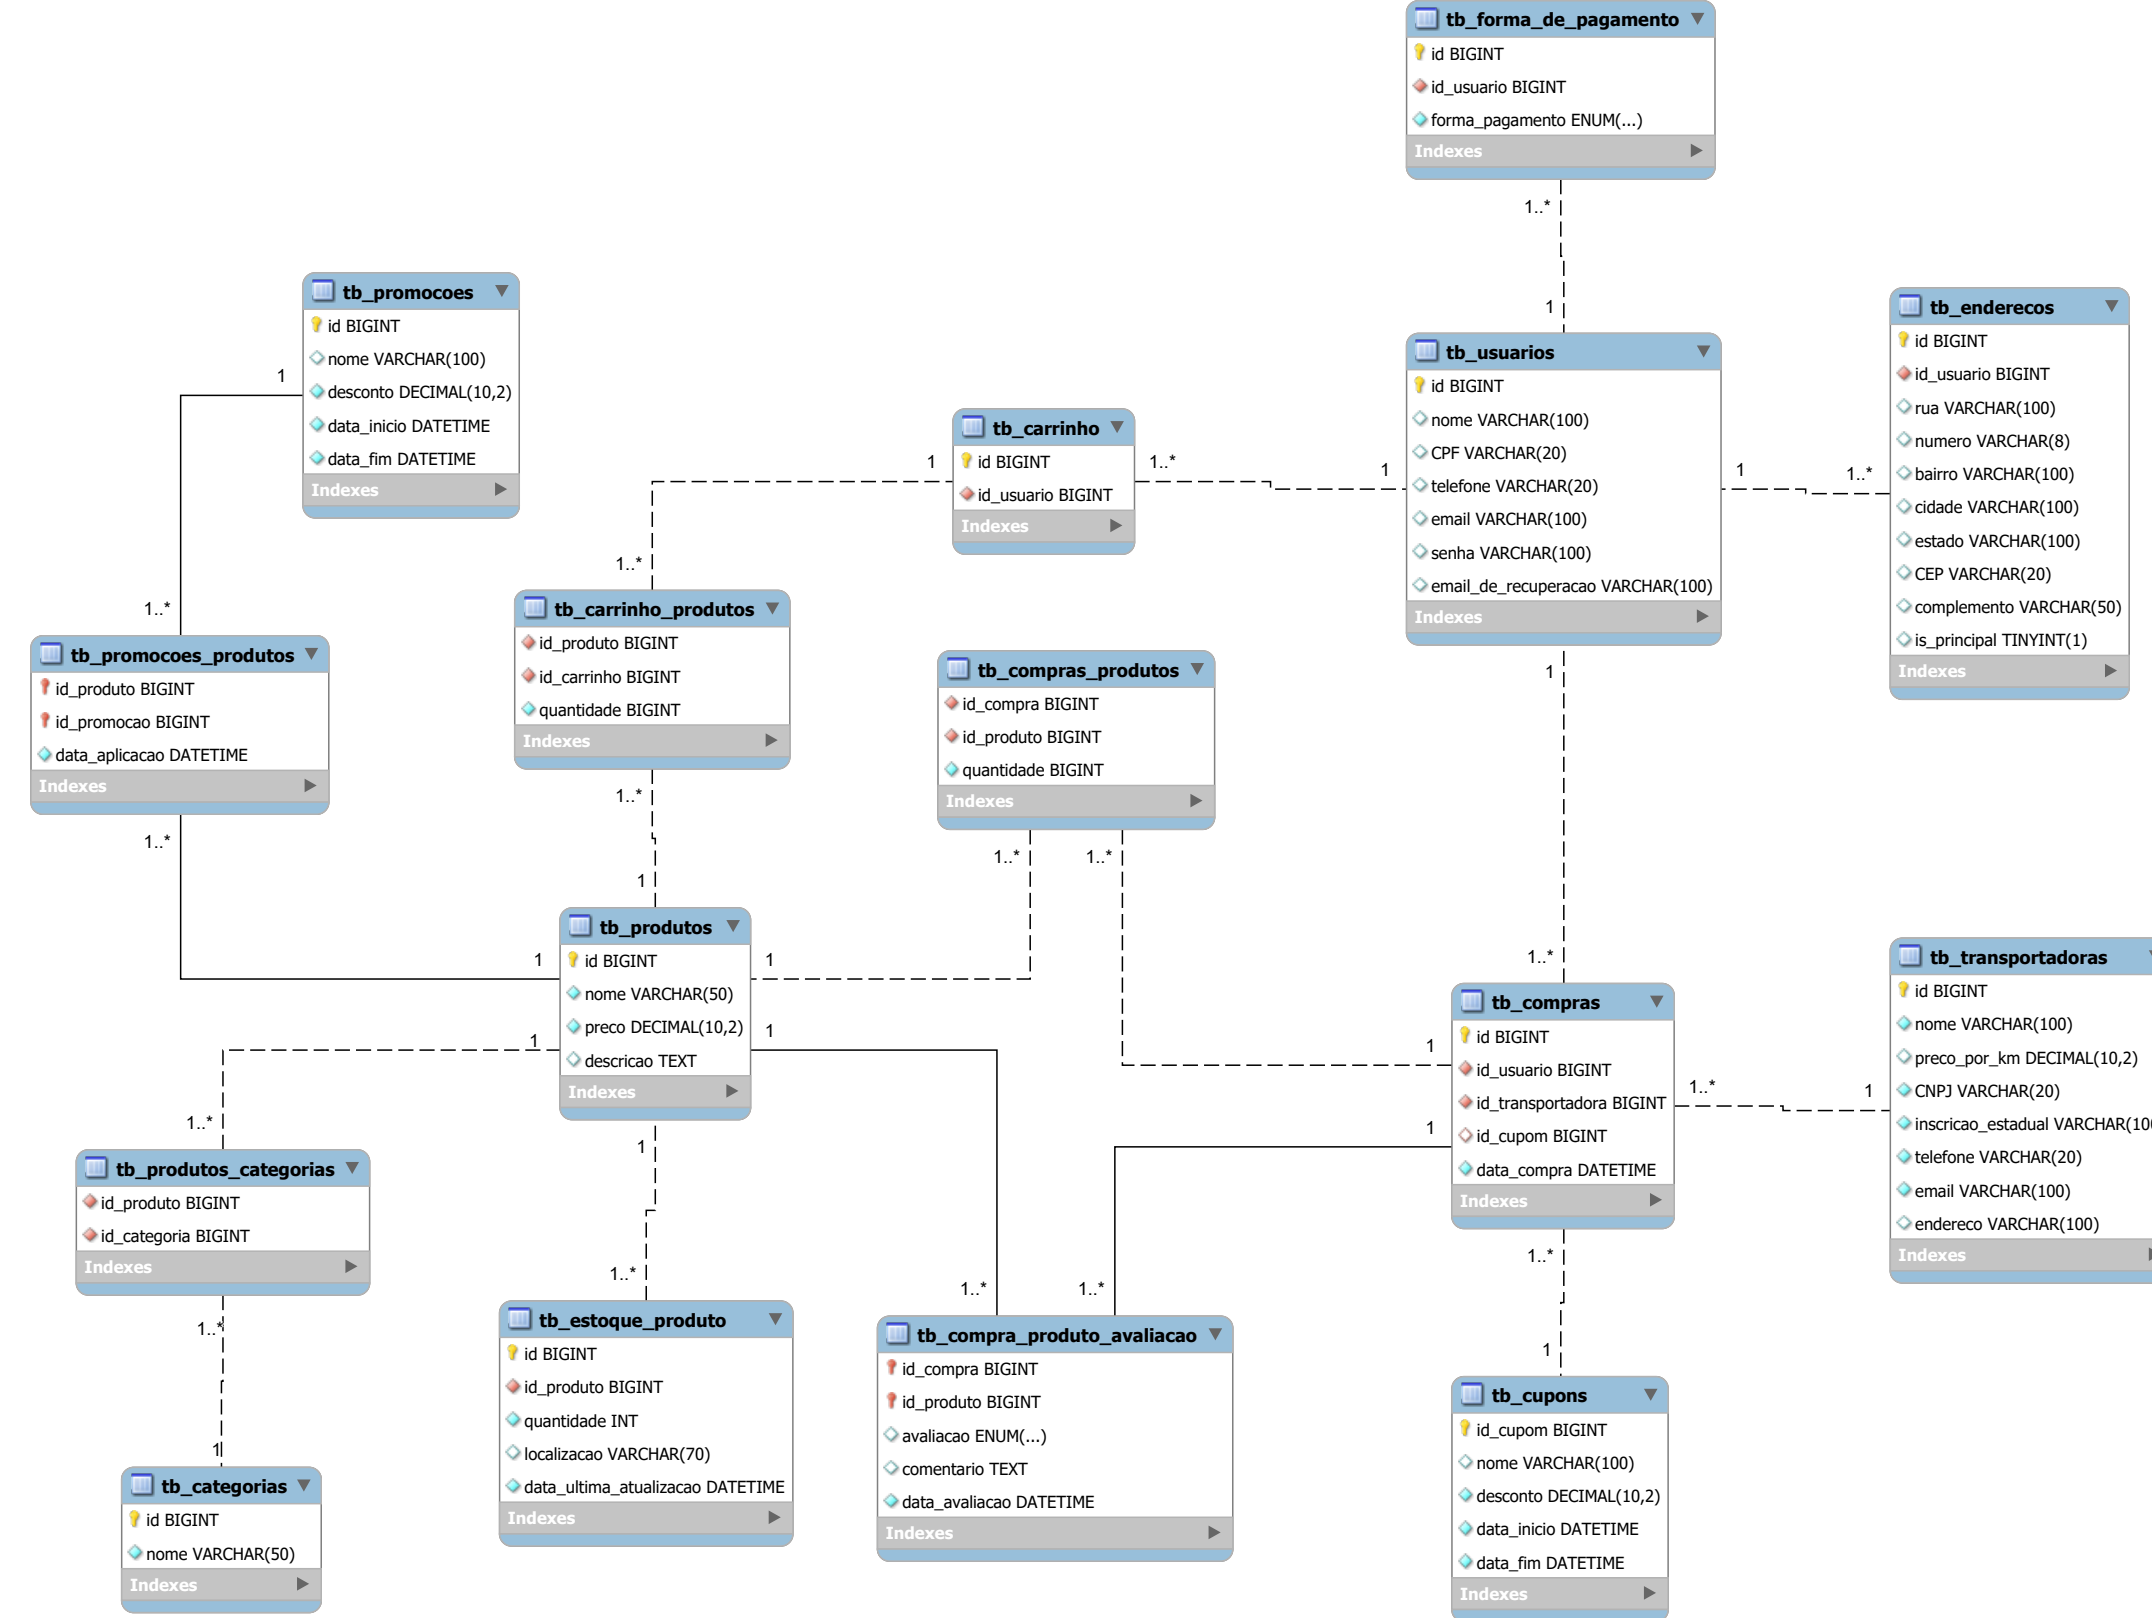 tb_forma_de_pagamento
id BIGINT
id_usuario BIGINT
forma_pagamento ENUM(...)
Indexes
1..*
1
tb_promocoes
id BIGINT
nome VARCHAR(100)
desconto DECIMAL(10,2)
data_inicio DATETIME
data_fim DATETIME
Indexes
1
1..*
tb_usuarios
id BIGINT
nome VARCHAR(100)
CPF VARCHAR(20)
telefone VARCHAR(20)
email VARCHAR(100)
senha VARCHAR(100)
email_de_recuperacao VARCHAR(100)
Indexes
1
1
1
tb_enderecos
id BIGINT
id_usuario BIGINT
rua VARCHAR(100)
numero VARCHAR(8)
bairro VARCHAR(100)
cidade VARCHAR(100)
estado VARCHAR(100)
CEP VARCHAR(20)
complemento VARCHAR(50)
is_principal TINYINT(1)
Indexes
1..*
tb_carrinho
id BIGINT
id_usuario BIGINT
Indexes
1
1..*
1..*
tb_carrinho_produtos
id_produto BIGINT
id_carrinho BIGINT
quantidade BIGINT
Indexes
1..*
1
tb_promocoes_produtos
id_produto BIGINT
id_promocao BIGINT
data_aplicacao DATETIME
Indexes
1..*
tb_compras_produtos
id_compra BIGINT
id_produto BIGINT
quantidade BIGINT
Indexes
1..*
1..*
tb_produtos
id BIGINT
nome VARCHAR(50)
preco DECIMAL(10,2)
descricao TEXT
Indexes
1
1
1
1
1
1..*
tb_compras
id BIGINT
id_usuario BIGINT
id_transportadora BIGINT
id_cupom BIGINT
data_compra DATETIME
Indexes
1..*
1
1
1..*
1
1..*
1
tb_transportadoras
id BIGINT
nome VARCHAR(100)
preco_por_km DECIMAL(10,2)
CNPJ VARCHAR(20)
inscricao_estadual VARCHAR(10
telefone VARCHAR(20)
email VARCHAR(100)
endereco VARCHAR(100)
Indexes
tb_produtos_categorias
id_produto BIGINT
id_categoria BIGINT
Indexes
1..*
1
tb_estoque_produto
id BIGINT
id_produto BIGINT
quantidade INT
localizacao VARCHAR(70)
data_ultima_atualizacao DATETIME
Indexes
1..*
1..*
1..*
tb_compra_produto_avaliacao
id_compra BIGINT
id_produto BIGINT
avaliacao ENUM(...)
comentario TEXT
data_avaliacao DATETIME
Indexes
tb_cupons
id_cupom BIGINT
nome VARCHAR(100)
desconto DECIMAL(10,2)
data_inicio DATETIME
data_fim DATETIME
Indexes
tb_categorias
id BIGINT
nome VARCHAR(50)
Indexes